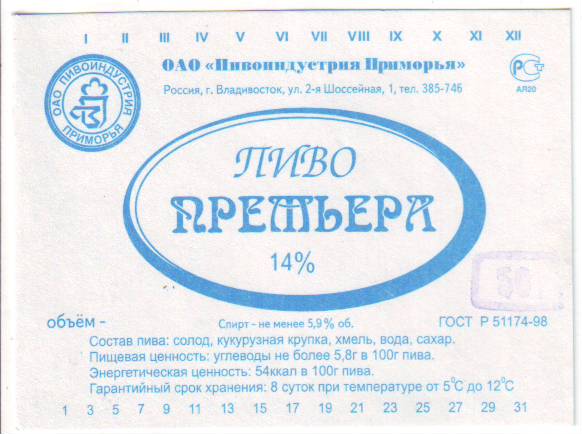 I II III IV V VI VII VIII IX X XI XII
ОАО «Пивоиндустрия Приморья»
Россия, г. Владивосток, ул. 2-я Шоссейная, 1, тел. 385-746
ОАО ПИВОИНДУСТРИЯ
ПРИМОРЬЯ
РСТ
АЛ20
ПИВО
ПРЕМЬЕРА
14%
50
объём -
Спирт - не менее 5,9% об.
ГОСТ Р 51174-98
Состав пива: солод, кукурузная крупка, хмель, вода, сахар.
Пищевая ценность: углеводы не более 5,8г в 100г пива.
Энергетическая ценность: 54ккал в 100г пива.
Гарантийный срок хранения: 8 суток при температуре от 5°С до 12°С
1 3 5 7 9 11 13 15 17 19 21 23 25 27 29 31